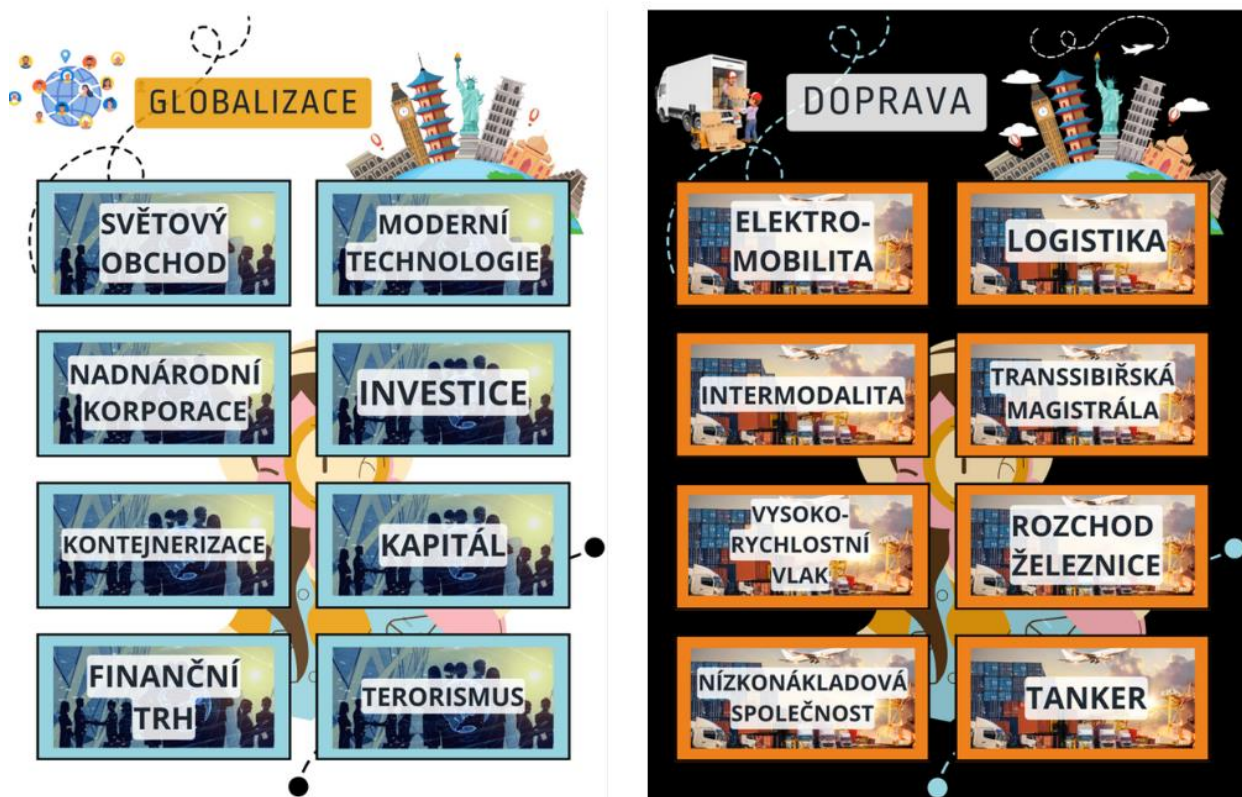 GLOBALIZACE
SVĚTOVÝ
OBCHOD
MODERNÍ
TECHNOLOGIE
NADNÁRODNÍ
KORPORACE
INVESTICE
KONTEJNERIZACE
KAPITÁL
FINANČNÍ
TRH
TERORISMUS
DOPRAVA
ELEKTRO-
MOBILITA
LOGISTIKA
INTERMODALITA
TRANSSIBIŘSKÁ
MAGISTRÁLA
VYSOKO-
RYCHLOSTNÍ
VLAK
ROZCHOD
ŽELEZNICE
NÍZKONÁKLADOVÁ
SPOLEČNOST
TANKER